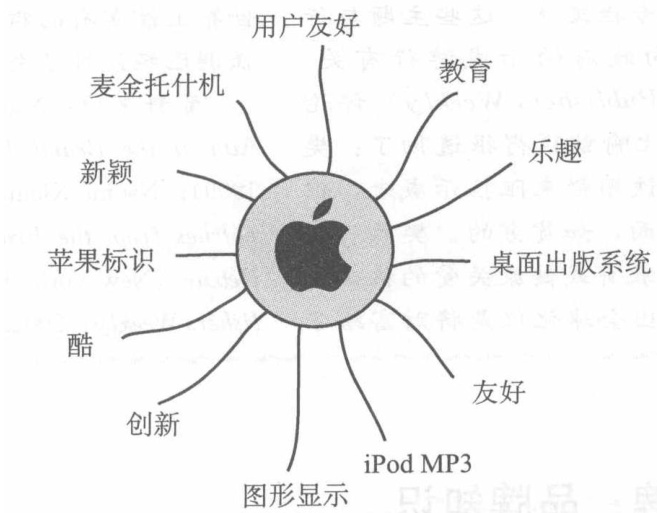 用户友好
麦金托什机
教育
新颖
乐趣
苹果标识
桌面出版系统
酷
友好
创新
iPod MP3
图形显示